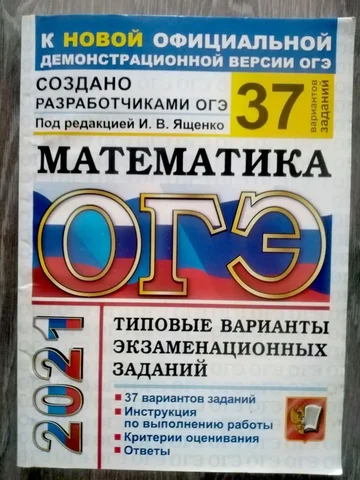 К НОВОЙ ОФИЦИАЛЬНОЙ
ДЕМОНСТРАЦИОННОЙ ВЕРСИИ ОГЭ
СОЗДАНО
РАЗРАБОТЧИКАМИ ОГЭ
Под редакцией И. В. Ященко
37
вариантов
заданий
МАТЕМАТИКА
ОГЭ
2021
ТИПОВЫЕ ВАРИАНТЫ
ЭКЗАМЕНАЦИОННЫХ
ЗАДАНИЙ
• 37 вариантов заданий
• Инструкция
по выполнению работы
• Критерии оценивания
• Ответы